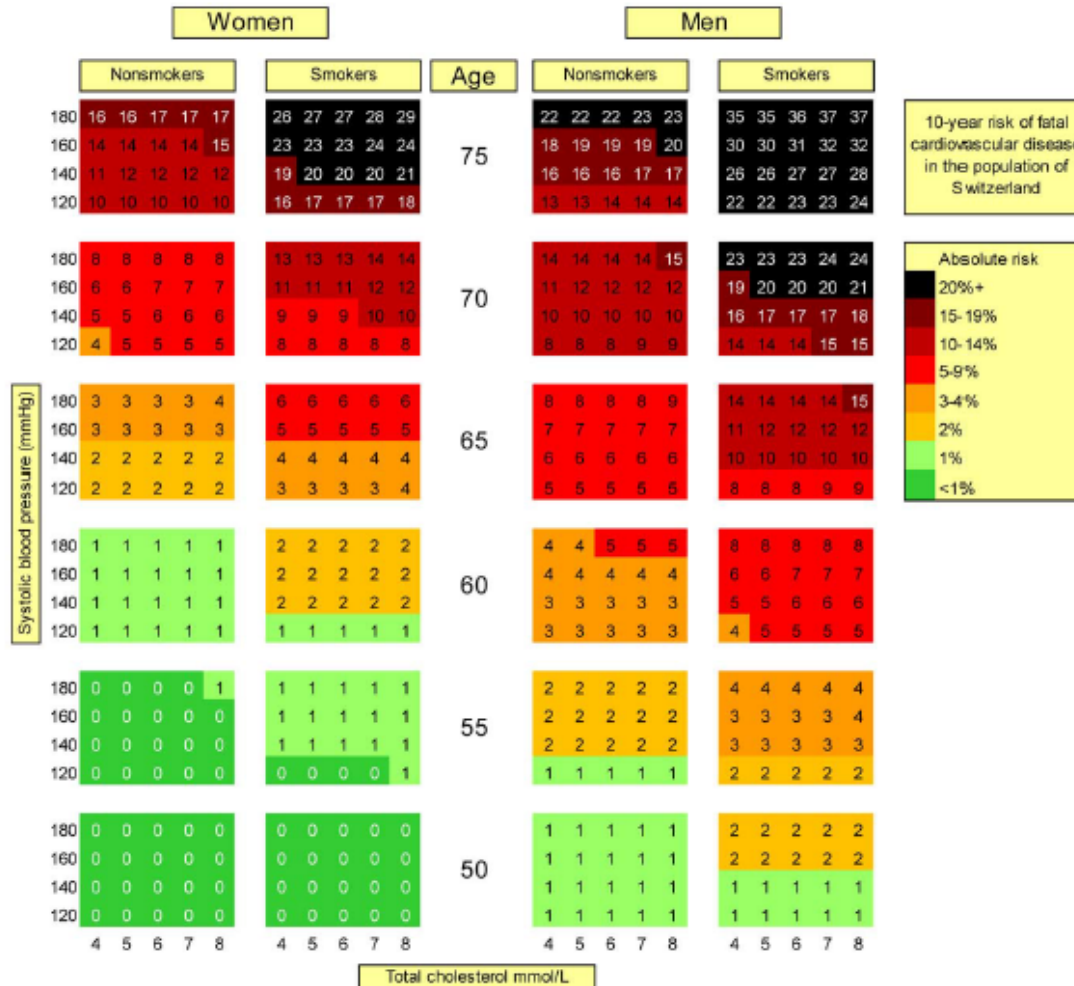 Women Men
Nonsmokers Smokers Age Nonsmokers Smokers
180 16 16 17 17 17 26 27 27 28 29 22 22 22 23 23 35 35 36 37 37
160 14 14 14 14 15 23 23 23 24 24 18 19 19 19 20 30 30 31 32 32
75
140 11 12 12 12 12 19 20 20 20 21 16 16 16 17 17 26 26 27 27 28
120 10 10 10 10 10 16 17 17 17 18 13 13 14 14 14 22 22 23 23 24
10-year risk of fatal
cardiovascular disease
in the population of
Switzerland
180 8 8 8 8 8 13 13 13 14 14 14 14 14 14 15 23 23 23 24 24
160 6 6 7 7 7 11 11 11 12 12 11 12 12 12 12 19 20 20 20 21
70
140 5 5 6 6 6 9 9 9 10 10 10 10 10 10 10 16 17 17 17 18
120 4 5 5 5 5 8 8 8 8 8 8 8 8 9 9 14 14 14 15 15
Absolute risk
20%+
15-19%
10-14%
5-9%
3-4%
2%
1%
<1%
Systolic blood pressure (mmHg)
180 3 3 3 3 4 6 6 6 6 6 8 8 8 8 9 14 14 14 14 15
160 3 3 3 3 3 5 5 5 5 5 7 7 7 7 7 11 12 12 12 12
65
140 2 2 2 2 2 4 4 4 4 4 6 6 6 6 6 10 10 10 10 10
120 2 2 2 2 2 3 3 3 3 4 5 5 5 5 5 8 8 8 9 9
180 1 1 1 1 1 2 2 2 2 2 4 4 5 5 5 8 8 8 8 8
160 1 1 1 1 1 2 2 2 2 2 4 4 4 4 4 6 6 7 7 7
60
140 1 1 1 1 1 2 2 2 2 2 3 3 3 3 3 5 5 6 6 6
120 1 1 1 1 1 1 1 1 1 1 3 3 3 3 3 4 5 5 5 5
180 0 0 0 0 1 1 1 1 1 1 2 2 2 2 2 4 4 4 4 4
160 0 0 0 0 0 1 1 1 1 1 2 2 2 2 2 3 3 3 3 4
55
140 0 0 0 0 0 1 1 1 1 1 2 2 2 2 2 3 3 3 3 3
120 0 0 0 0 0 0 0 0 0 1 1 1 1 1 1 2 2 2 2 2
180 0 0 0 0 0 0 0 0 0 0 1 1 1 1 1 2 2 2 2 2
160 0 0 0 0 0 0 0 0 0 0 1 1 1 1 1 2 2 2 2 2
50
140 0 0 0 0 0 0 0 0 0 0 1 1 1 1 1 1 1 1 1 1
120 0 0 0 0 0 0 0 0 0 0 1 1 1 1 1 1 1 1 1 1
4 5 6 7 8 4 5 6 7 8 4 5 6 7 8 4 5 6 7 8
Total cholesterol mmol/L